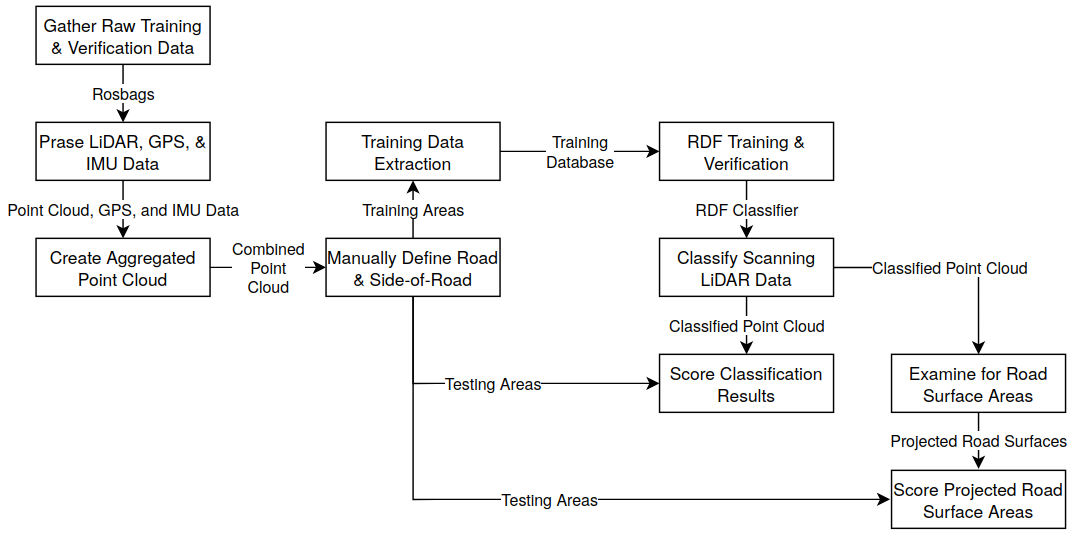 Gather Raw Training
& Verification Data
Rosbags
Prase LiDAR, GPS, &
IMU Data
Point Cloud, GPS, and IMU Data
Create Aggregated
Point Cloud
Combined
Point
Cloud
Training Data
Extraction
Training Areas
Manually Define Road
& Side-of-Road
Training
Database
RDF Training &
Verification
RDF Classifier
Classify Scanning
LiDAR Data
Classified Point Cloud
Classified Point Cloud
Testing Areas
Score Classification
Results
Examine for Road
Surface Areas
Projected Road Surfaces
Testing Areas
Score Projected Road
Surface Areas